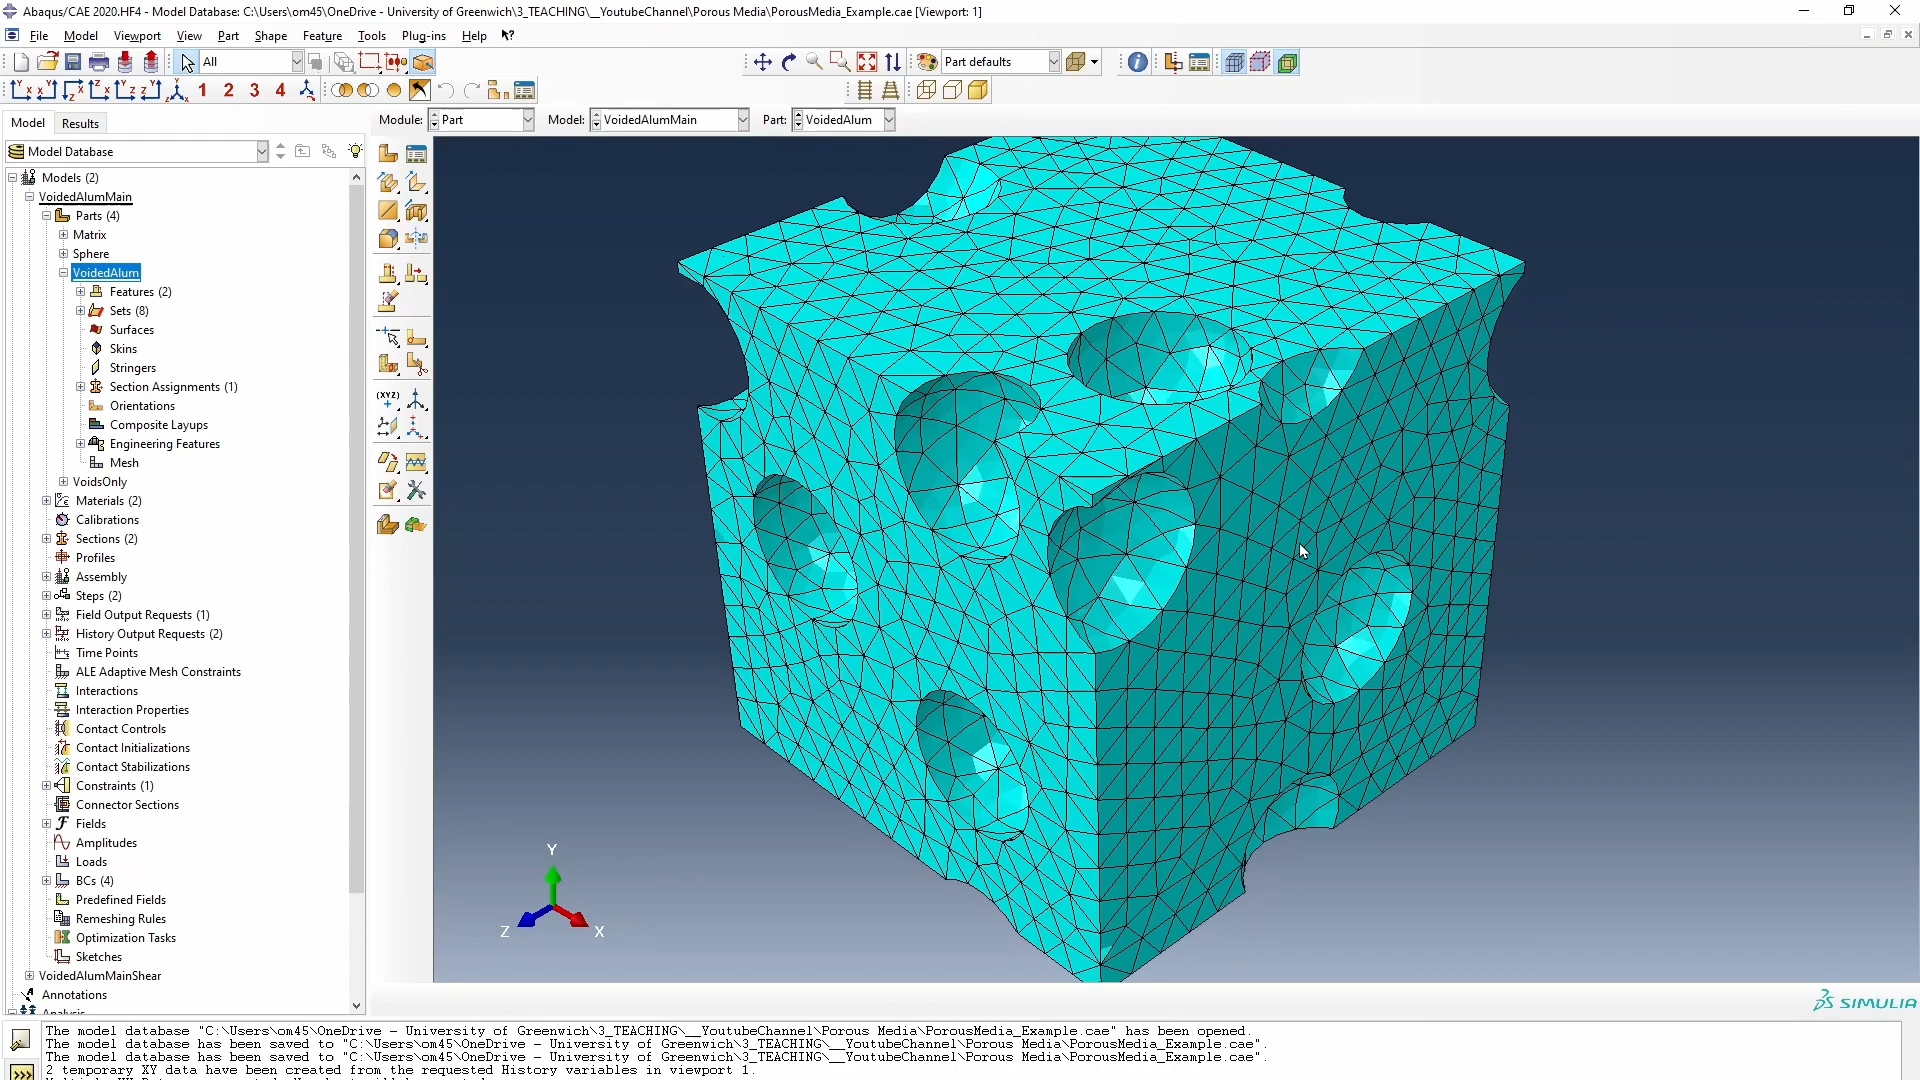 Abaqus/CAE 2020.HF4 - Model Database: C:\Users\om45\OneDrive - University of Greenwich\3_TEACHING\__YoutubeChannel\Porous Media\PorousMedia_Example.cae [Viewport: 1]
File Model Viewport View Part Shape Feature Tools Plug-ins Help
All
Part defaults
1 2 3 4
Model Results
Module: Part Model: VoidedAlumMain Part: VoidedAlum
Model Database
Models (2)
VoidedAlumMain
Parts (4)
Matrix
Sphere
VoidedAlum
Features (2)
Sets (8)
Surfaces
Skins
Stringers
Section Assignments (1)
Orientations
Composite Layups
Engineering Features
Mesh
VoidsOnly
Materials (2)
Calibrations
Sections (2)
Profiles
Assembly
Steps (2)
Field Output Requests (1)
History Output Requests (2)
Time Points
ALE Adaptive Mesh Constraints
Interactions
Interaction Properties
Contact Controls
Contact Initializations
Contact Stabilizations
Constraints (1)
Connector Sections
Fields
Amplitudes
Loads
BCs (4)
Predefined Fields
Remeshing Rules
Optimization Tasks
Sketches
VoidedAlumMainShear
Annotations
(XYZ)
Y
Z X
SIMULIA
The model database "C:\Users\om45\OneDrive - University of Greenwich\3_TEACHING\__YoutubeChannel\Porous Media\PorousMedia_Example.cae" has been opened.
The model database has been saved to "C:\Users\om45\OneDrive - University of Greenwich\3_TEACHING\__YoutubeChannel\Porous Media\PorousMedia_Example.cae".
The model database has been saved to "C:\Users\om45\OneDrive - University of Greenwich\3_TEACHING\__YoutubeChannel\Porous Media\PorousMedia_Example.cae".
2 temporary XY data have been created from the requested History variables in viewport 1.